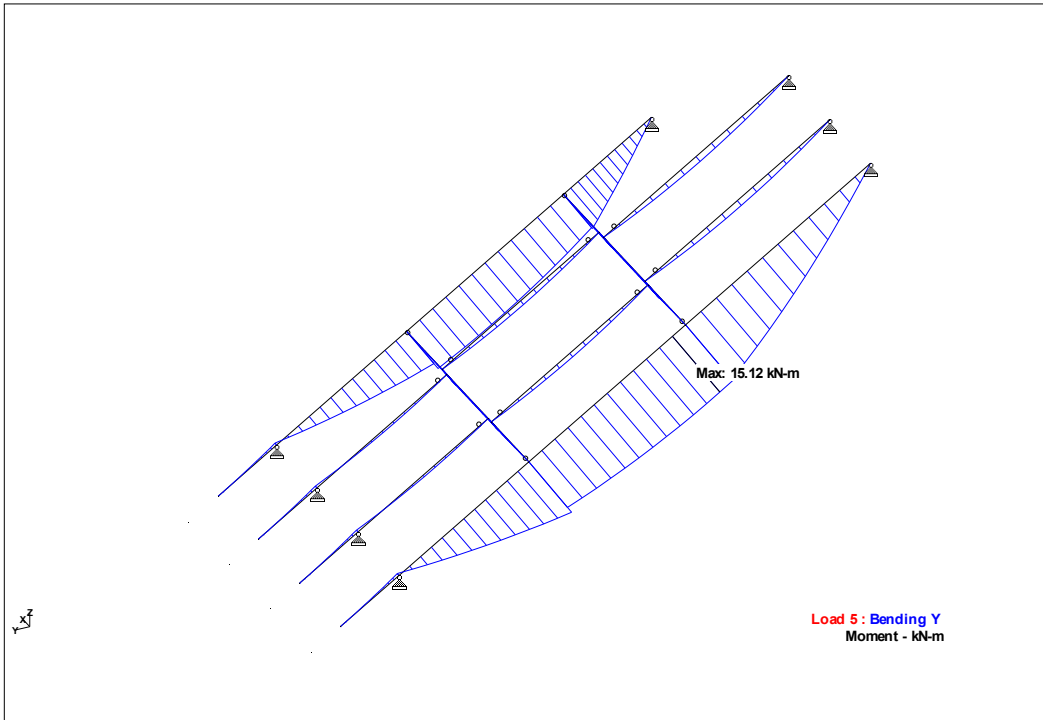 Max: 15.12 kN-m
X
Z
Y
Load 5 : Bending Y
Moment - kN-m